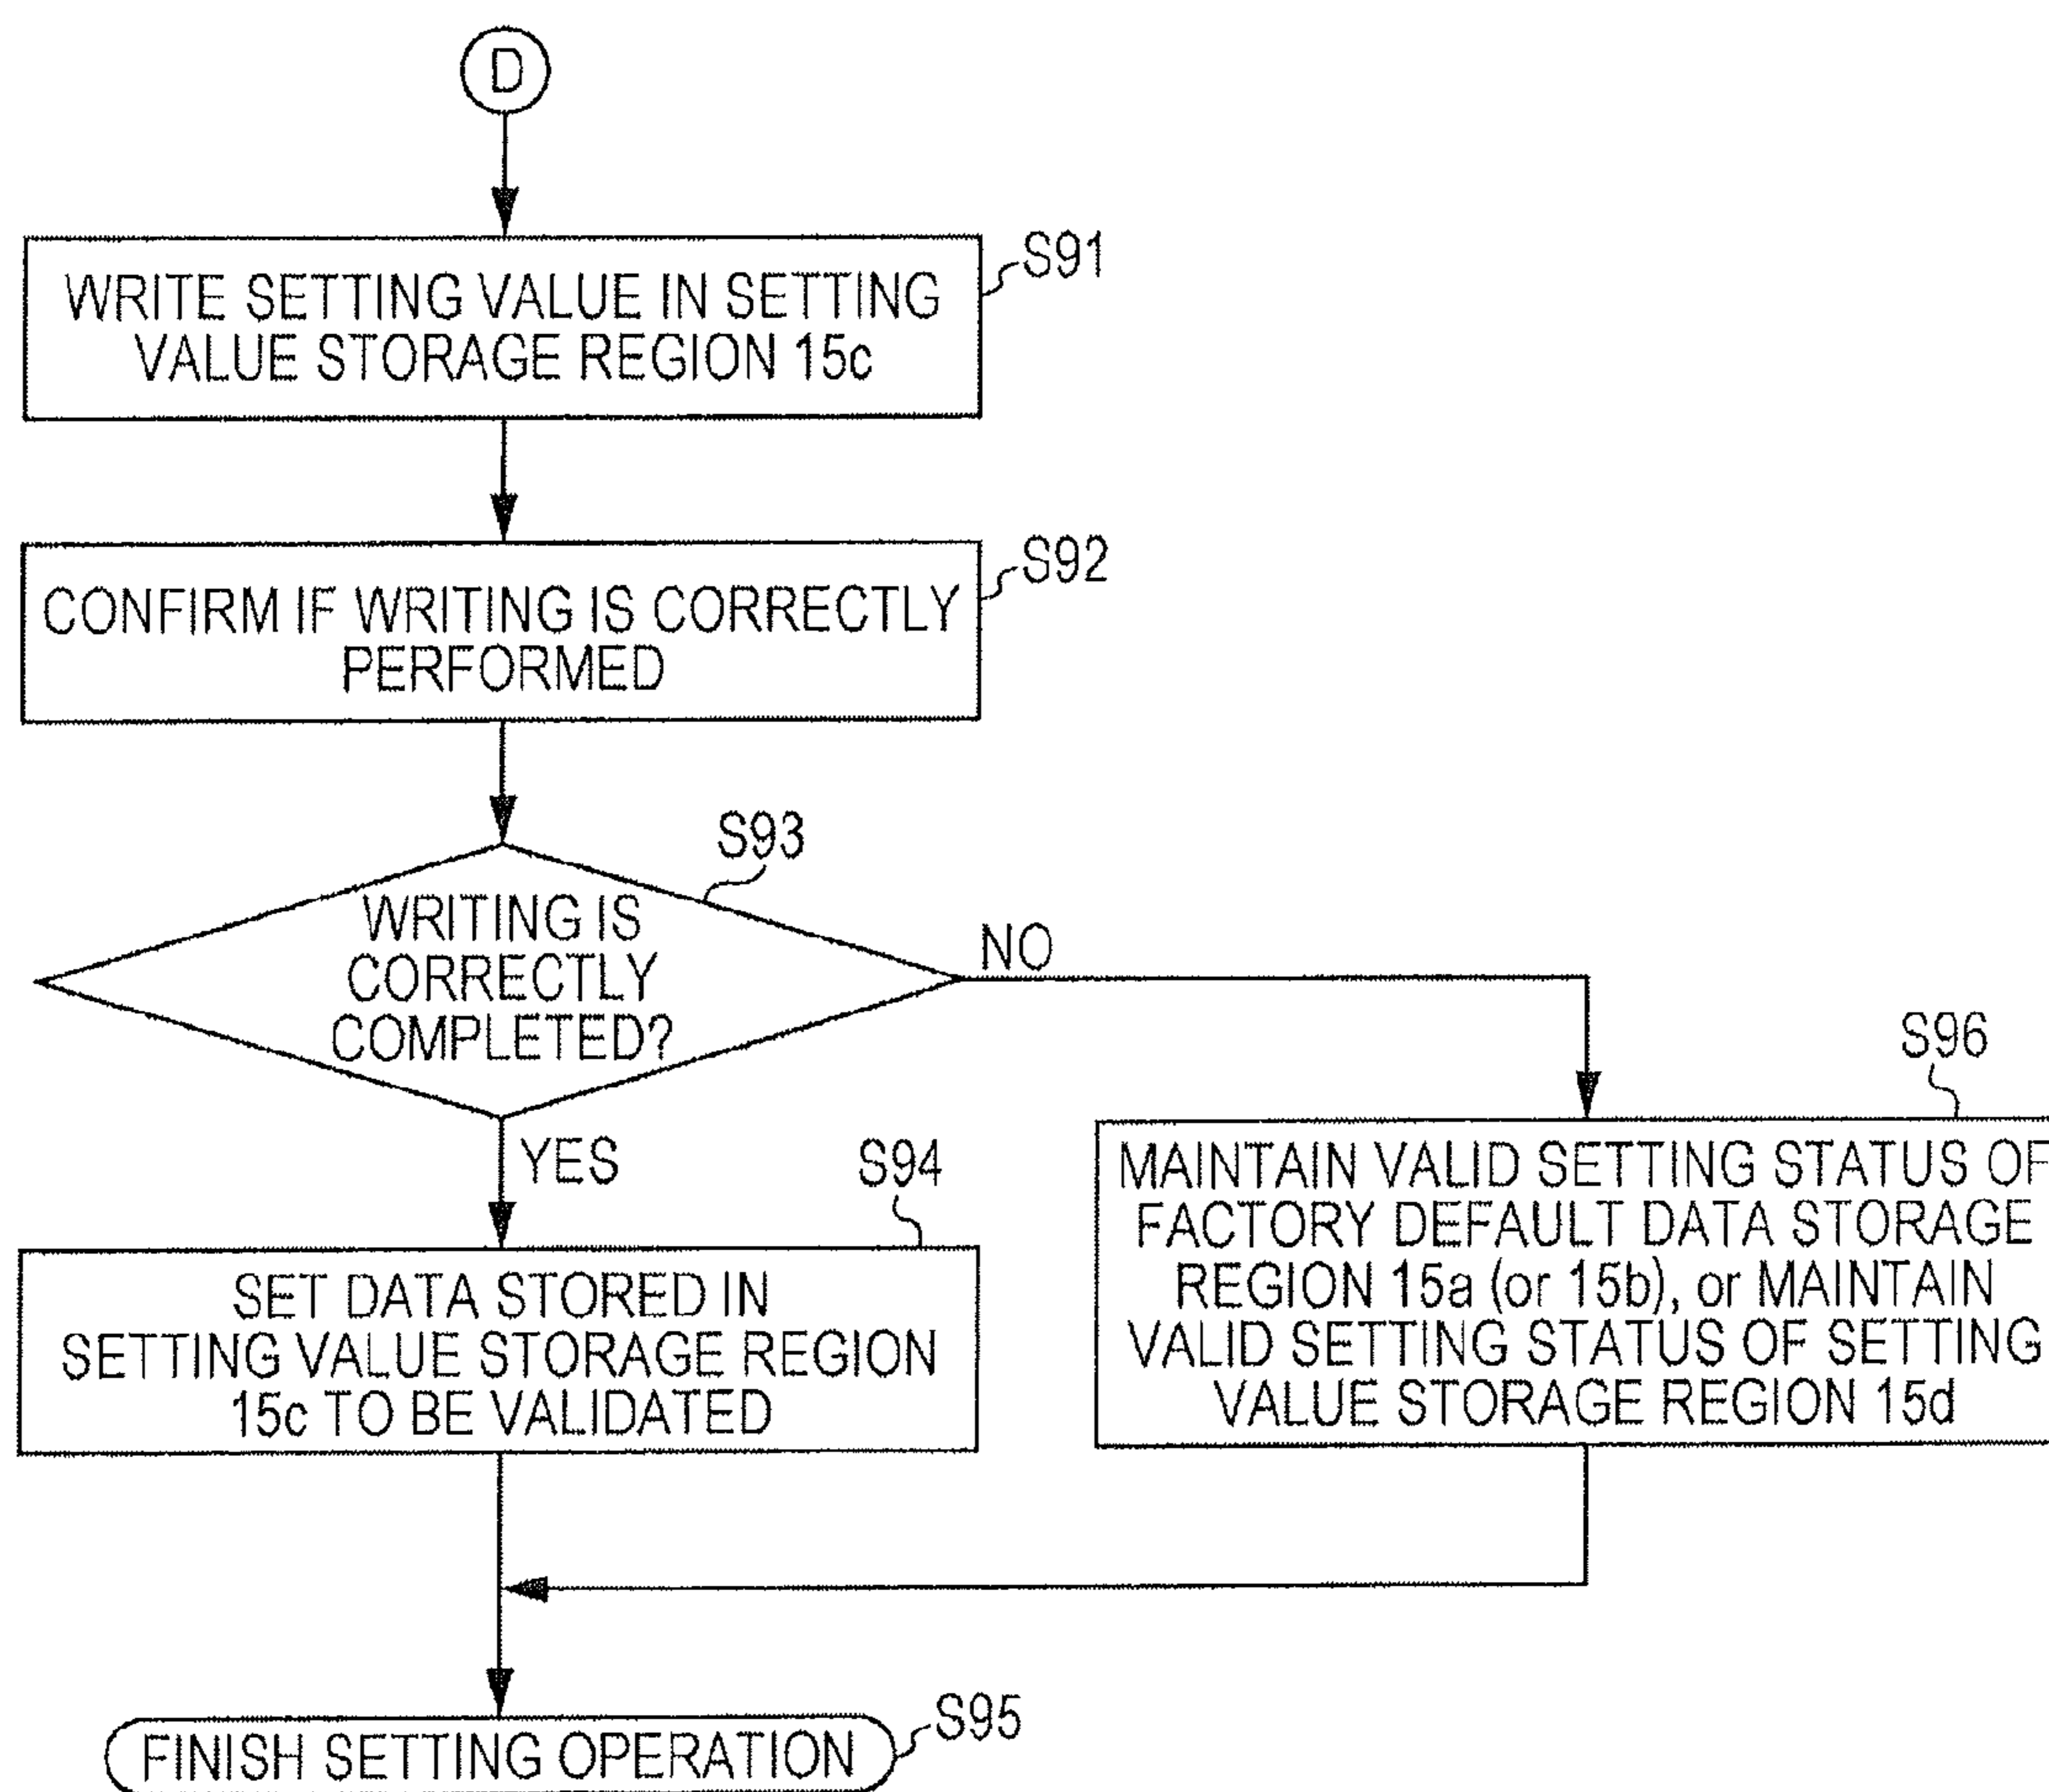 D
S91
WRITE SETTING VALUE IN SETTING
VALUE STORAGE REGION 15c
S92
CONFIRM IF WRITING IS CORRECTLY
PERFORMED
S93
WRITING IS
CORRECTLY
COMPLETED?
NO
YES
S94
SET DATA STORED IN
SETTING VALUE STORAGE REGION
15c TO BE VALIDATED
S96
MAINTAIN VALID SETTING STATUS OF
FACTORY DEFAULT DATA STORAGE
REGION 15a (or 15b), or MAINTAIN
VALID SETTING STATUS OF SETTING
VALUE STORAGE REGION 15d
FINISH SETTING OPERATION
S95